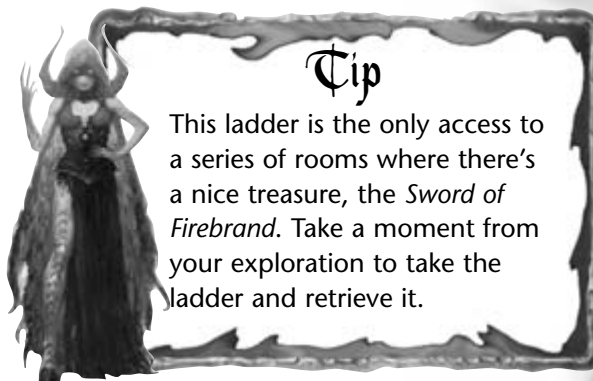 Tip
This ladder is the only access to
a series of rooms where there’s
a nice treasure, the Sword of
Firebrand. Take a moment from
your exploration to take the
ladder and retrieve it.